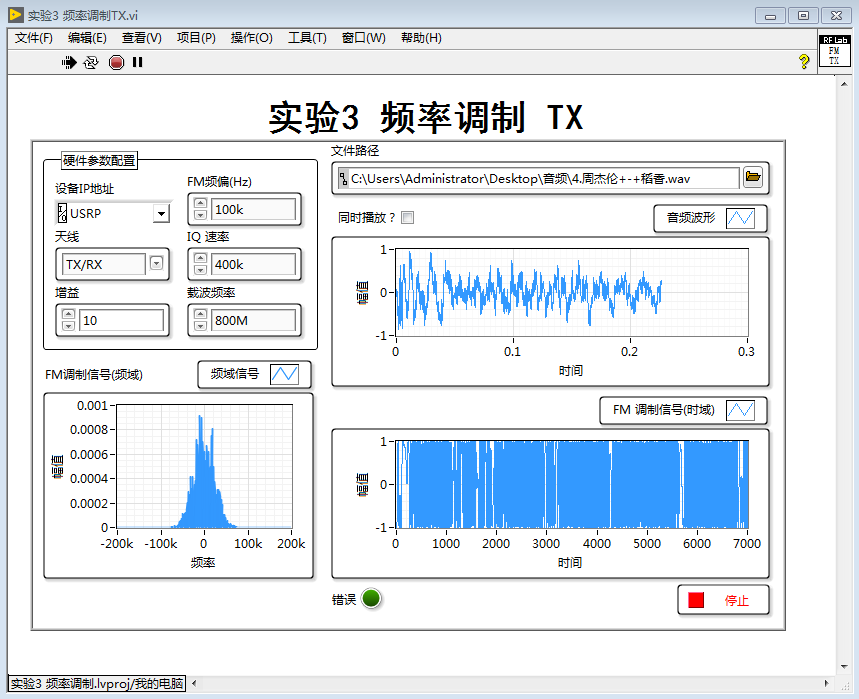 实验3 频率调制TX.vi
文件(F) 编辑(E) 查看(V) 项目(P) 操作(O) 工具(T) 窗口(W) 帮助(H)
RF Lab
FM
TX
?
实验3 频率调制 TX
硬件参数配置
设备IP地址
USRP
FM频偏(Hz)
100k
天线
TX/RX
IQ 速率
400k
增益
10
载波频率
800M
文件路径
C:\Users\Administrator\Desktop\音频\4.周杰伦+-+稻香.wav
同时播放？
音频波形
幅值
1
0
-1
0 0.1 0.2 0.3
时间
FM调制信号(频域)
频域信号
幅值
0.001
0.0008
0.0006
0.0004
0.0002
0
-200k -100k 0 100k 200k
频率
FM 调制信号(时域)
幅值
1
0
-1
0 1000 2000 3000 4000 5000 6000 7000
时间
错误
停止
实验3 频率调制.lvproj/我的电脑